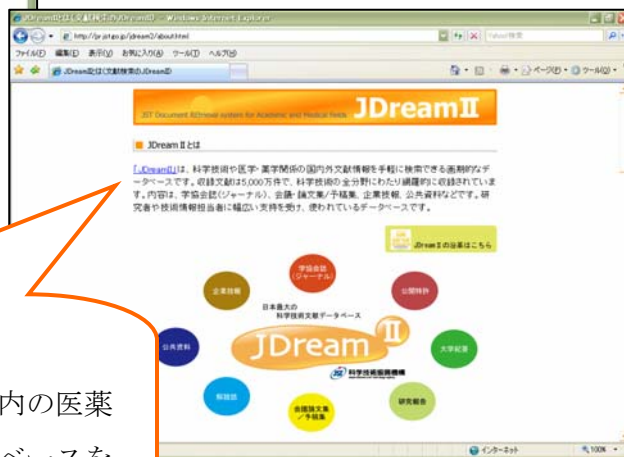 JDreamⅡとは(文献検索のJDreamⅡ) - Windows Internet Explorer
http://pr.jst.go.jp/jdream2/about.html
Yahoo!検索
ファイル(F) 編集(E) 表示(V) お気に入り(A) ツール(T) ヘルプ(H)
JDreamⅡとは(文献検索のJDreamⅡ)
ページ(P) ツール(O)
JST Document Retrieval system for Academic and Medical fields
JDreamⅡ
JDreamⅡとは
「JDreamⅡ」は、科学技術や医学・薬学関係の国内外文献情報を手軽に検索できる画期的なデ
ータベースです。収録文献は5,000万件で、科学技術の全分野にわたり網羅的に収録されていま
す。内容は、学協会誌(ジャーナル)、会議・論文集/予稿集、企業技報、公共資料などです。研
究者や技術情報担当者に幅広い支持を受け、使われているデータベースです。
JDreamⅡの沿革はこちら
学協会誌
(ジャーナル)
企業技報
公開特許
日本最大の
科学技術文献データベース
公共資料
JDreamⅡ
大学紀要
科学技術振興機構
解説誌
会議論文集
/予稿集
研究報告
内の医薬
ベースを
インターネット
100%